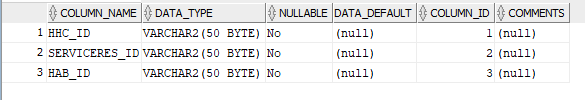 COLUMN_NAME DATA_TYPE NULLABLE DATA_DEFAULT COLUMN_ID COMMENTS
1 HHC_ID VARCHAR2(50 BYTE) No (null) 1 (null)
2 SERVICERES_ID VARCHAR2(50 BYTE) No (null) 2 (null)
3 HAB_ID VARCHAR2(50 BYTE) No (null) 3 (null)